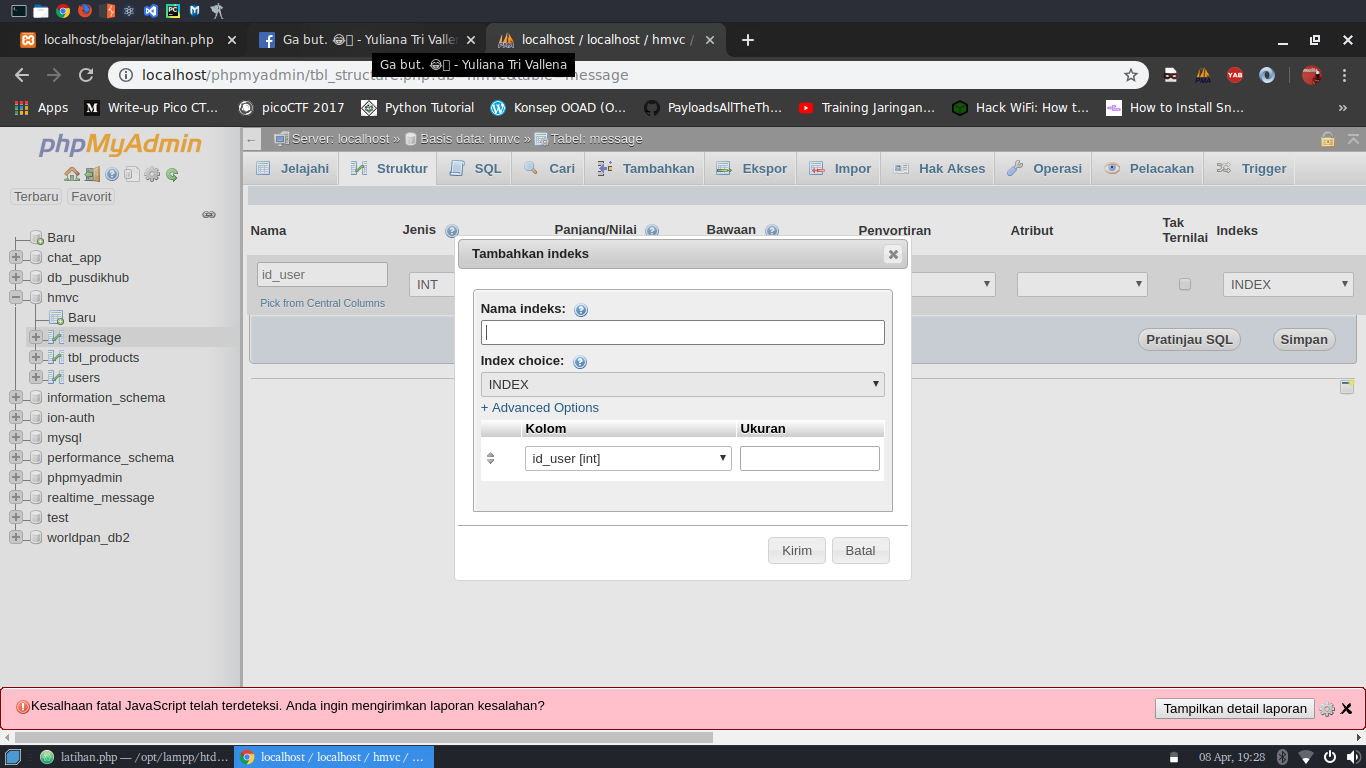 localhost/belajar/latihan.php
Ga but. 😂 - Yuliana Tri Valle
localhost / localhost / hmvc /
Ga but. 😂 - Yuliana Tri Vallena
localhost/phpmyadmin/tbl_structure.php?db=hmvc&table=message
YAB
Apps
Write-up Pico CT…
picoCTF 2017
Python Tutorial
Konsep OOAD (O…
PayloadsAllTheTh…
Training Jaringan…
Hack WiFi: How t…
How to Install Sn…
»
phpMyAdmin
Terbaru Favorit
Baru
chat_app
db_pusdikhub
hmvc
Baru
message
tbl_products
users
information_schema
ion-auth
mysql
performance_schema
phpmyadmin
realtime_message
test
worldpan_db2
Server: localhost » Basis data: hmvc » Tabel: message
Jelajahi Struktur SQL Cari Tambahkan Ekspor Impor Hak Akses Operasi Pelacakan Trigger
Nama Jenis Panjang/Nilai Bawaan Penyortiran Atribut Tak Ternilai Indeks
id_user INT INDEX
Pick from Central Columns
Pratinjau SQL Simpan
Tambahkan indeks
Nama indeks:
Index choice:
INDEX
+ Advanced Options
Kolom Ukuran
id_user [int]
Kirim Batal
Kesalhaan fatal JavaScript telah terdeteksi. Anda ingin mengirimkan laporan kesalahan?
Tampilkan detail laporan
latihan.php — /opt/lampp/htd…
localhost / localhost / hmvc / …
08 Apr, 19:28